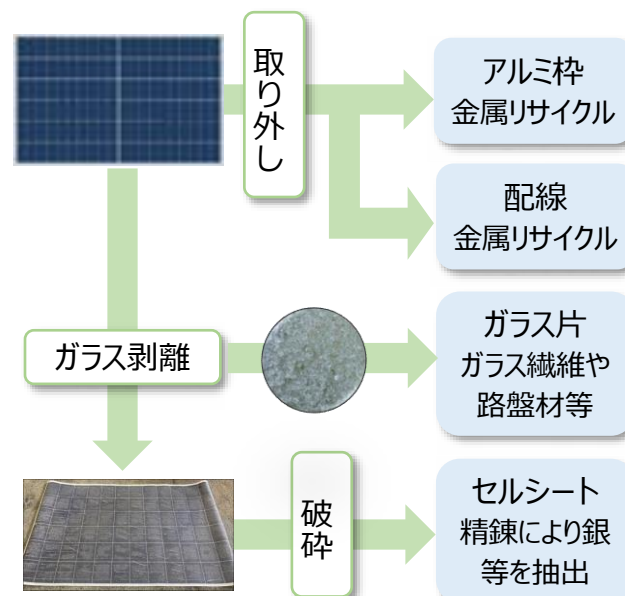 取り外し
アルミ枠
金属リサイクル
配線
金属リサイクル
ガラス剥離
ガラス片
ガラス繊維や
路盤材等
破砕
セルシート
精錬により銀
等を抽出